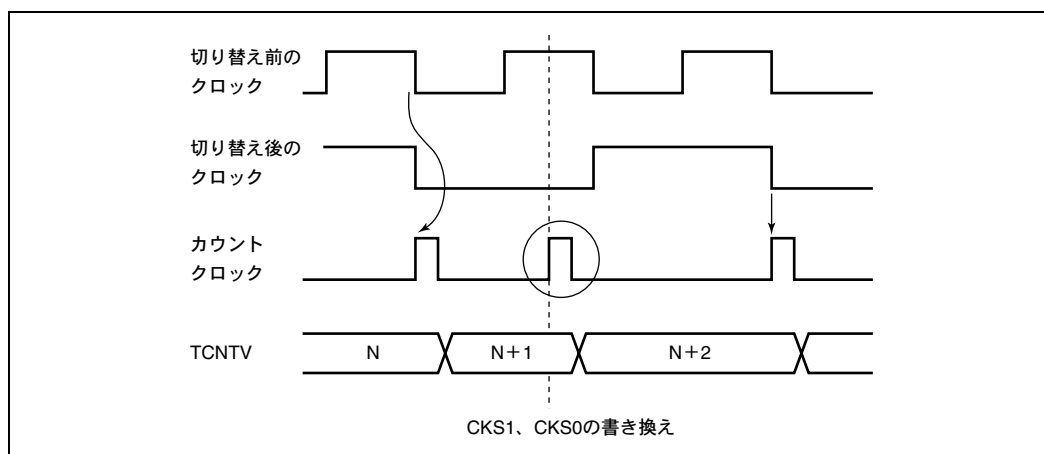 切り替え前の
クロック
切り替え後の
クロック
カウント
クロック
TCNTV
N
N+1
N+2
CKS1、CKS0の書き換え